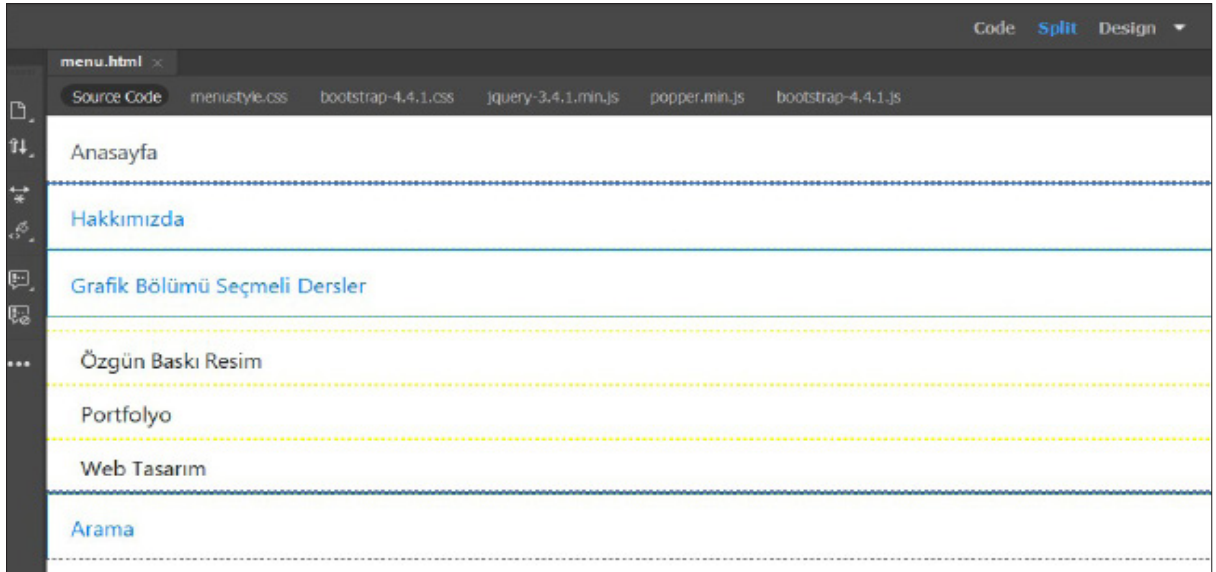 Code Split Design
menu.html ×
Source Code menustyle.css bootstrap-4.4.1.css jquery-3.4.1.min.js popper.min.js bootstrap-4.4.1.js
Anasayfa
Hakkımızda
Grafik Bölümü Seçmeli Dersler
Özgün Baskı Resim
Portfolyo
Web Tasarım
Arama